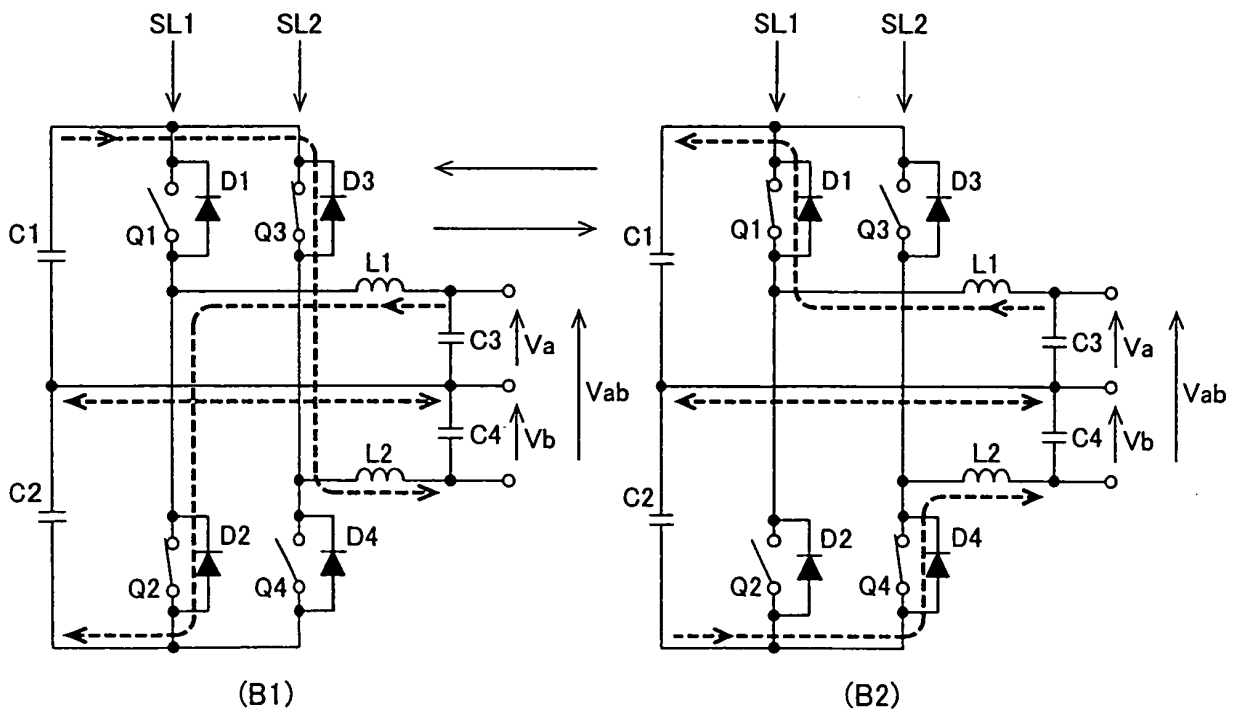 SL1 SL2
D1 D3
C1 Q1 Q3
L1
C3 Va
Vab
C4 Vb
L2
C2
D2 D4
Q2 Q4
(B1)
SL1 SL2
D1 D3
C1 Q1 Q3
L1
C3 Va
Vab
C4 Vb
L2
C2
D2 D4
Q2 Q4
(B2)